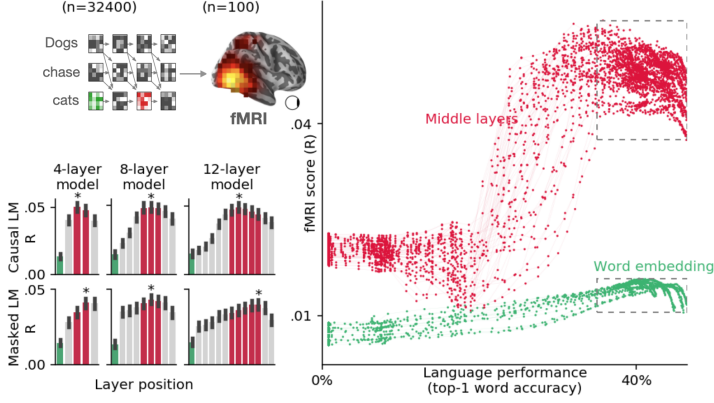 (n=32400)
(n=100)
Dogs
chase
cats
fMRI
4-layer model
8-layer model
12-layer model
*
*
*
Causal LM
R
.05
.00
*
*
*
Masked LM
R
.05
.00
Layer position
fMRI score (R)
.04
.01
Middle layers
Word embedding
0%
40%
Language performance
(top-1 word accuracy)